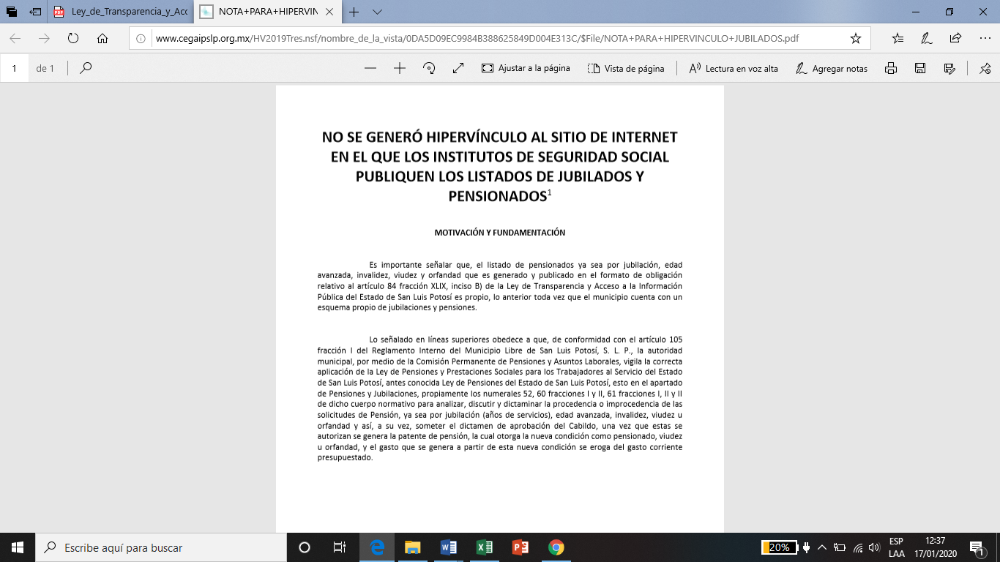 Ley_de_Transparencia_y_Acc
NOTA+PARA+HIPERVIN
www.cegaipslp.org.mx/HV2019Tres.nsf/nombre_de_la_vista/0DA5D09EC9984B388625849D004E313C/$File/NOTA+PARA+HIPERVINCULO+JUBILADOS.pdf
1 de 1
Ajustar a la página
Vista de página
Lectura en voz alta
Agregar notas
NO SE GENERÓ HIPERVÍNCULO AL SITIO DE INTERNET
EN EL QUE LOS INSTITUTOS DE SEGURIDAD SOCIAL
PUBLIQUEN LOS LISTADOS DE JUBILADOS Y
PENSIONADOS1
MOTIVACIÓN Y FUNDAMENTACIÓN
Es importante señalar que, el listado de pensionados ya sea por jubilación, edad
avanzada, invalidez, viudez y orfandad que es generado y publicado en el formato de obligación
relativo al artículo 84 fracción XLIX, inciso B) de la Ley de Transparencia y Acceso a la Información
Pública del Estado de San Luis Potosí es propio, lo anterior toda vez que el municipio cuenta con un
esquema propio de jubilaciones y pensiones.
Lo señalado en líneas superiores obedece a que, de conformidad con el artículo 105
fracción I del Reglamento Interno del Municipio Libre de San Luis Potosí, S. L. P., la autoridad
municipal, por medio de la Comisión Permanente de Pensiones y Asuntos Laborales, vigila la correcta
aplicación de la Ley de Pensiones y Prestaciones Sociales para los Trabajadores al Servicio del Estado
de San Luis Potosí, antes conocida Ley de Pensiones del Estado de San Luis Potosí, esto en el apartado
de Pensiones y Jubilaciones, propiamente los numerales 52, 60 fracciones I y II, 61 fracciones I, II y II
de dicho cuerpo normativo para analizar, discutir y dictaminar la procedencia o improcedencia de las
solicitudes de Pensión, ya sea por jubilación (años de servicios), edad avanzada, invalidez, viudez u
orfandad y así, a su vez, someter el dictamen de aprobación del Cabildo, una vez que estas se
autorizan se genera la patente de pensión, la cual otorga la nueva condición como pensionado, viudez
u orfandad, y el gasto que se genera a partir de esta nueva condición se eroga del gasto corriente
presupuestado.
Escribe aquí para buscar
20%
ESP
LAA
12:37
17/01/2020
1